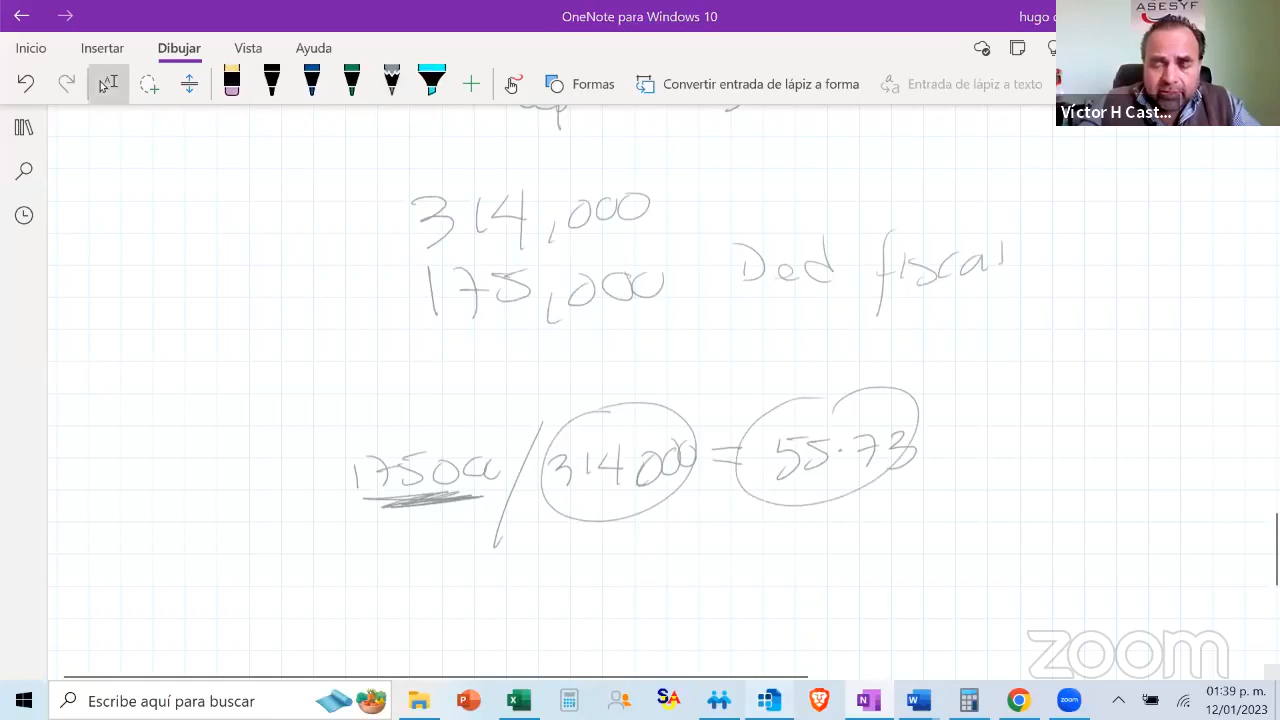 OneNote para Windows 10
hugo
ASESYF
Inicio Insertar Dibujar Vista Ayuda
Formas Convertir entrada de lápiz a forma Entrada de lápiz a texto
Víctor H Cast...
314,000
175,000 Ded fiscal
175000 / 314000 = 55.73
zoom
Escribe aquí para buscar
01:09 p. m.
12/01/2023